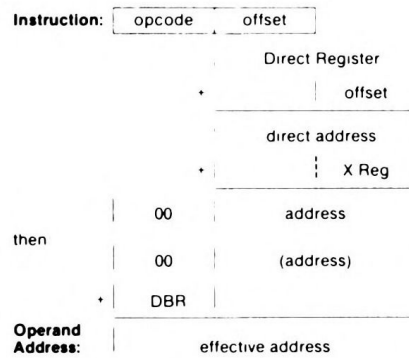 Instruction: opcode offset
Direct Register
+ offset
direct address
+ X Reg
00 address
then
00 (address)
+ DBR
Operand
Address: effective address